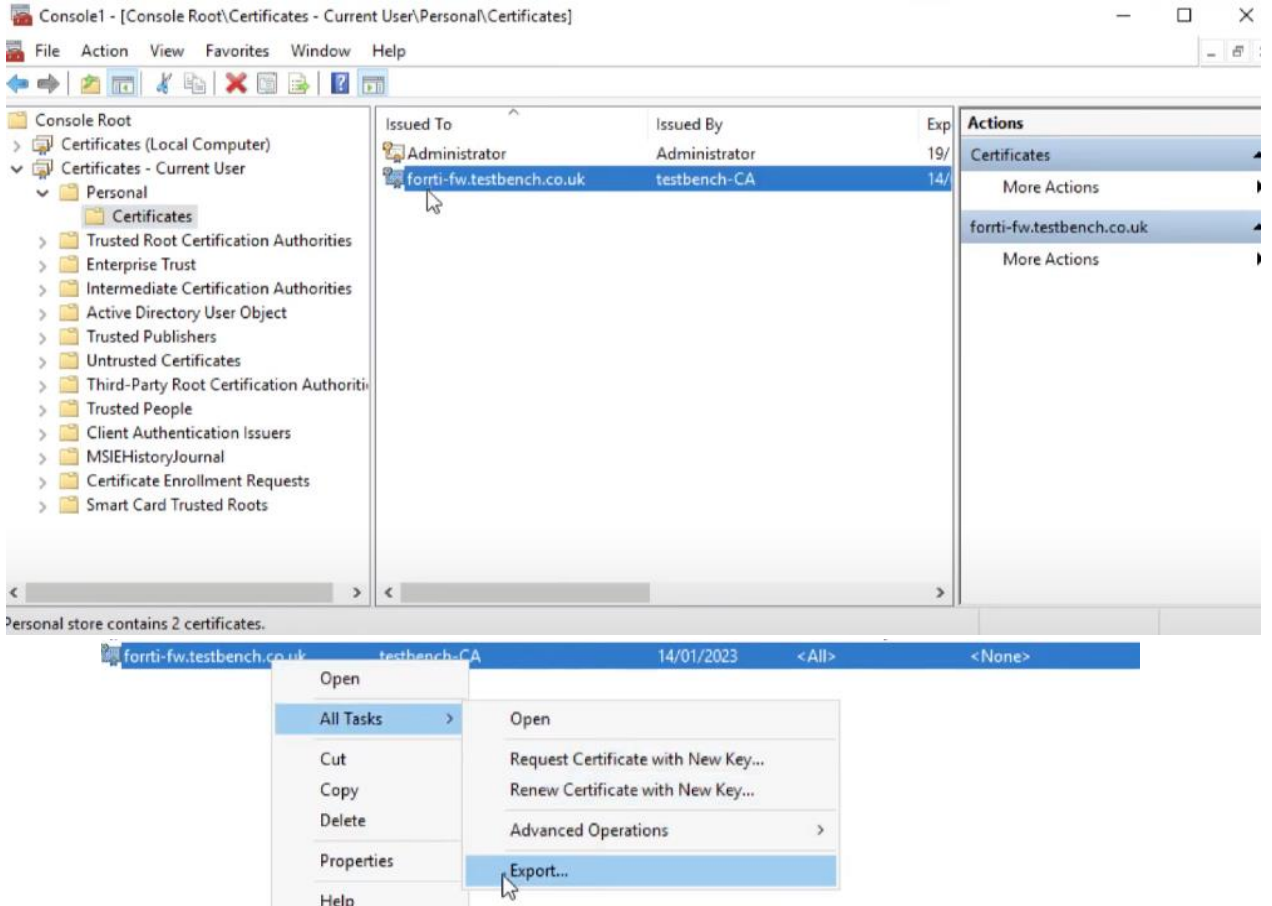 Console1 - [Console Root\Certificates - Current User\Personal\Certificates]
File Action View Favorites Window Help
Console Root
Certificates (Local Computer)
Certificates - Current User
Personal
Certificates
Trusted Root Certification Authorities
Enterprise Trust
Intermediate Certification Authorities
Active Directory User Object
Trusted Publishers
Untrusted Certificates
Third-Party Root Certification Authoriti
Trusted People
Client Authentication Issuers
MSIEHistoryJournal
Certificate Enrollment Requests
Smart Card Trusted Roots
Issued To Issued By Exp
Administrator Administrator 19/
forrti-fw.testbench.co.uk testbench-CA 14/
Actions
Certificates
More Actions
forrti-fw.testbench.co.uk
More Actions
Personal store contains 2 certificates.
forrti-fw.testbench.co.uk testbench-CA 14/01/2023 <All> <None>
Open
All Tasks
Cut
Copy
Delete
Properties
Help
Open
Request Certificate with New Key...
Renew Certificate with New Key...
Advanced Operations
Export...